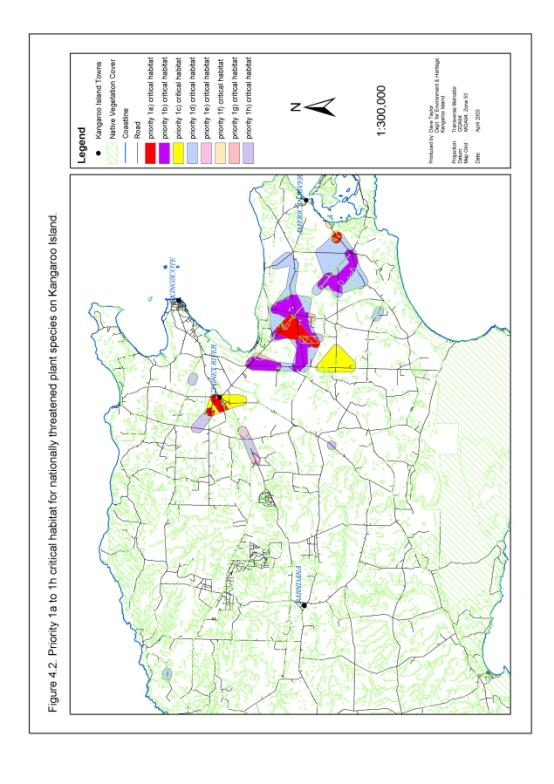 Figure 4.2. Priority 1a to 1h critical habitat for nationally threatened plant species on Kangaroo Island.
KINGSCOTE
AMERICAN RIVER
CYGNET RIVER
PARNDANA
Legend
Kangaroo Island Towns
Native Vegetation Cover
Coastline
Road
priority 1a) critical habitat
priority 1b) critical habitat
priority 1c) critical habitat
priority 1d) critical habitat
priority 1e) critical habitat
priority 1f) critical habitat
priority 1g) critical habitat
priority 1h) critical habitat
N
1:300,000
Produced by: Dave Taylor
Dept. for Environment & Heritage
Kangaroo Island
Projection: Transverse Mercator
Datum: GDA94
Map Grid: MGA94, Zone 53
Date: April 2003